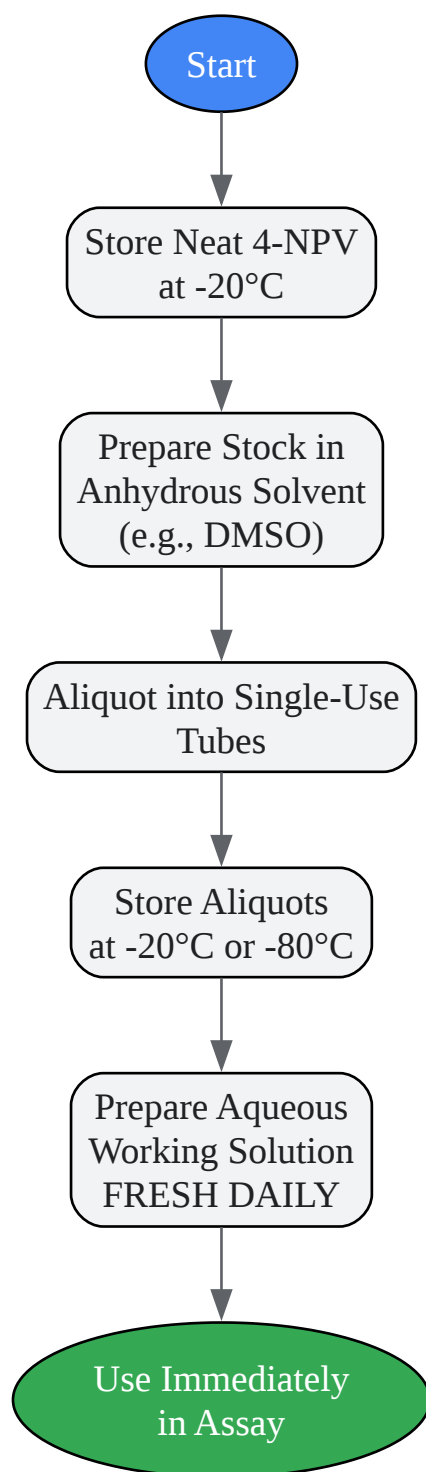 Start
Store Neat 4-NPV
at -20°C
Prepare Stock in
Anhydrous Solvent
(e.g., DMSO)
Aliquot into Single-Use
Tubes
Store Aliquots
at -20°C or -80°C
Prepare Aqueous
Working Solution
FRESH DAILY
Use Immediately
in Assay